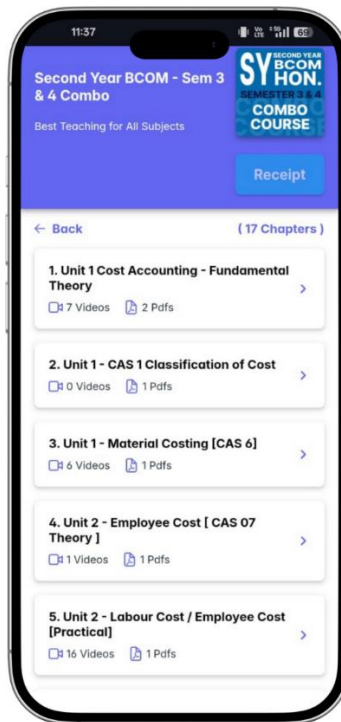 11:37
Vo
LTE
69
Second Year BCOM - Sem 3
& 4 Combo
Best Teaching for All Subjects
SECOND YEAR
SY BCOM
HON.
SEMESTER 3 & 4
COMBO
COURSE
Receipt
← Back
( 17 Chapters )
1. Unit 1 Cost Accounting - Fundamental
Theory
7 Videos 2 Pdfs
2. Unit 1 - CAS 1 Classification of Cost
0 Videos 1 Pdfs
3. Unit 1 - Material Costing [CAS 6]
6 Videos 1 Pdfs
4. Unit 2 - Employee Cost [ CAS 07
Theory ]
1 Videos 1 Pdfs
5. Unit 2 - Labour Cost / Employee Cost
[Practical]
16 Videos 1 Pdfs